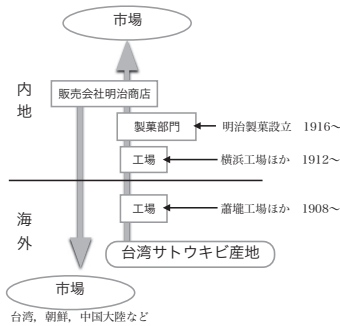 市場
内地
販売会社明治商店
製菓部門
明治製菓設立 1916〜
工場
横浜工場ほか 1912〜
海外
工場
蕭壠工場ほか 1908〜
台湾サトウキビ産地
市場
台湾，朝鮮，中国大陸など